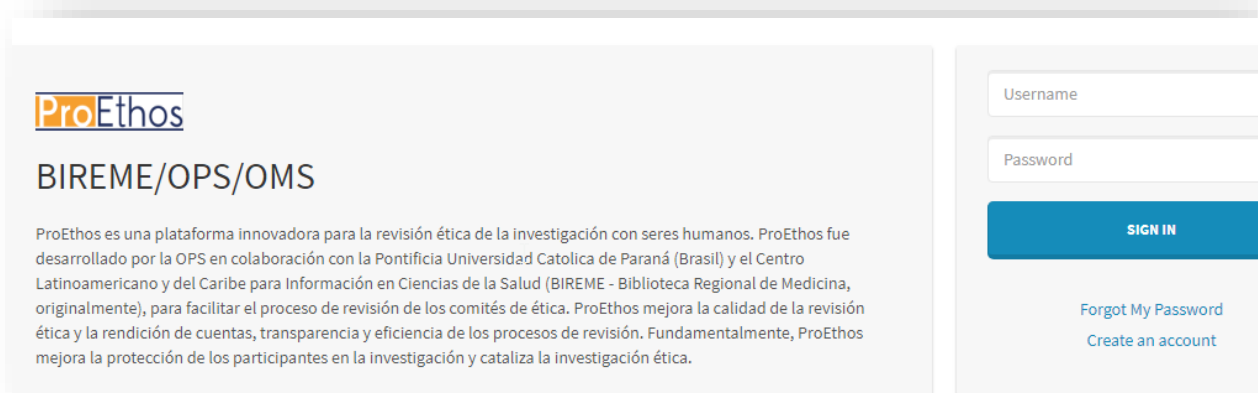 ProEthos
BIREME/OPS/OMS
ProEthos es una plataforma innovadora para la revisión ética de la investigación con seres humanos. ProEthos fue
desarrollado por la OPS en colaboración con la Pontificia Universidad Catolica de Paraná (Brasil) y el Centro
Latinoamericano y del Caribe para Información en Ciencias de la Salud (BIREME - Biblioteca Regional de Medicina,
originalmente), para facilitar el proceso de revisión de los comités de ética. ProEthos mejora la calidad de la revisión
ética y la rendición de cuentas, transparencia y eficiencia de los procesos de revisión. Fundamentalmente, ProEthos
mejora la protección de los participantes en la investigación y cataliza la investigación ética.
Username
Password
SIGN IN
Forgot My Password
Create an account